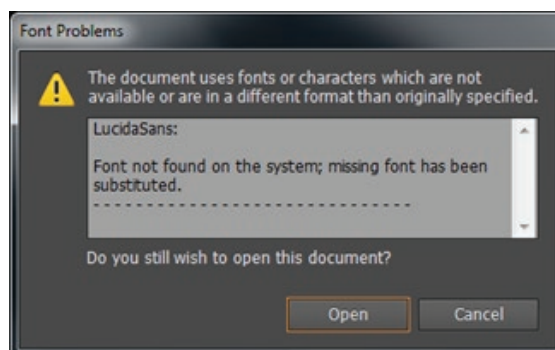 Font Problems
The document uses fonts or characters which are not
available or are in a different format than originally specified.
LucidaSans:
Font not found on the system; missing font has been
substituted.
- - - - - - - - - - - - - - - - - - - - - - - - - - - - - - -
Do you still wish to open this document?
Open
Cancel